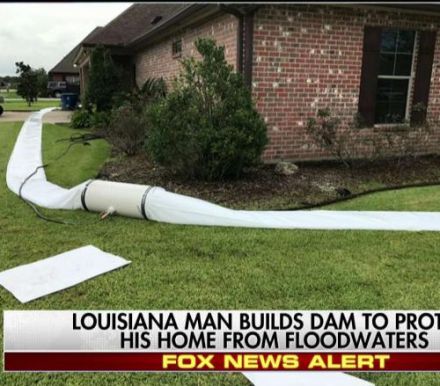 LOUISIANA MAN BUILDS DAM TO PROT
HIS HOME FROM FLOODWATERS
FOX NEWS ALERT